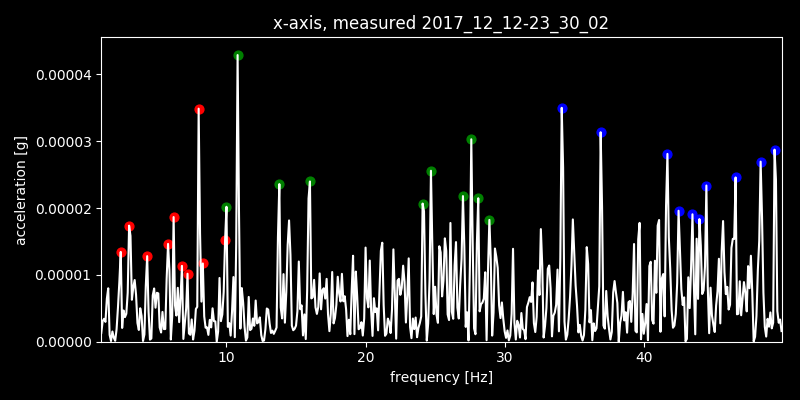 x-axis, measured 2017_12_12-23_30_02
0.00004
0.00003
0.00002
0.00001
0.00000
acceleration [g]
10 20 30 40
frequency [Hz]